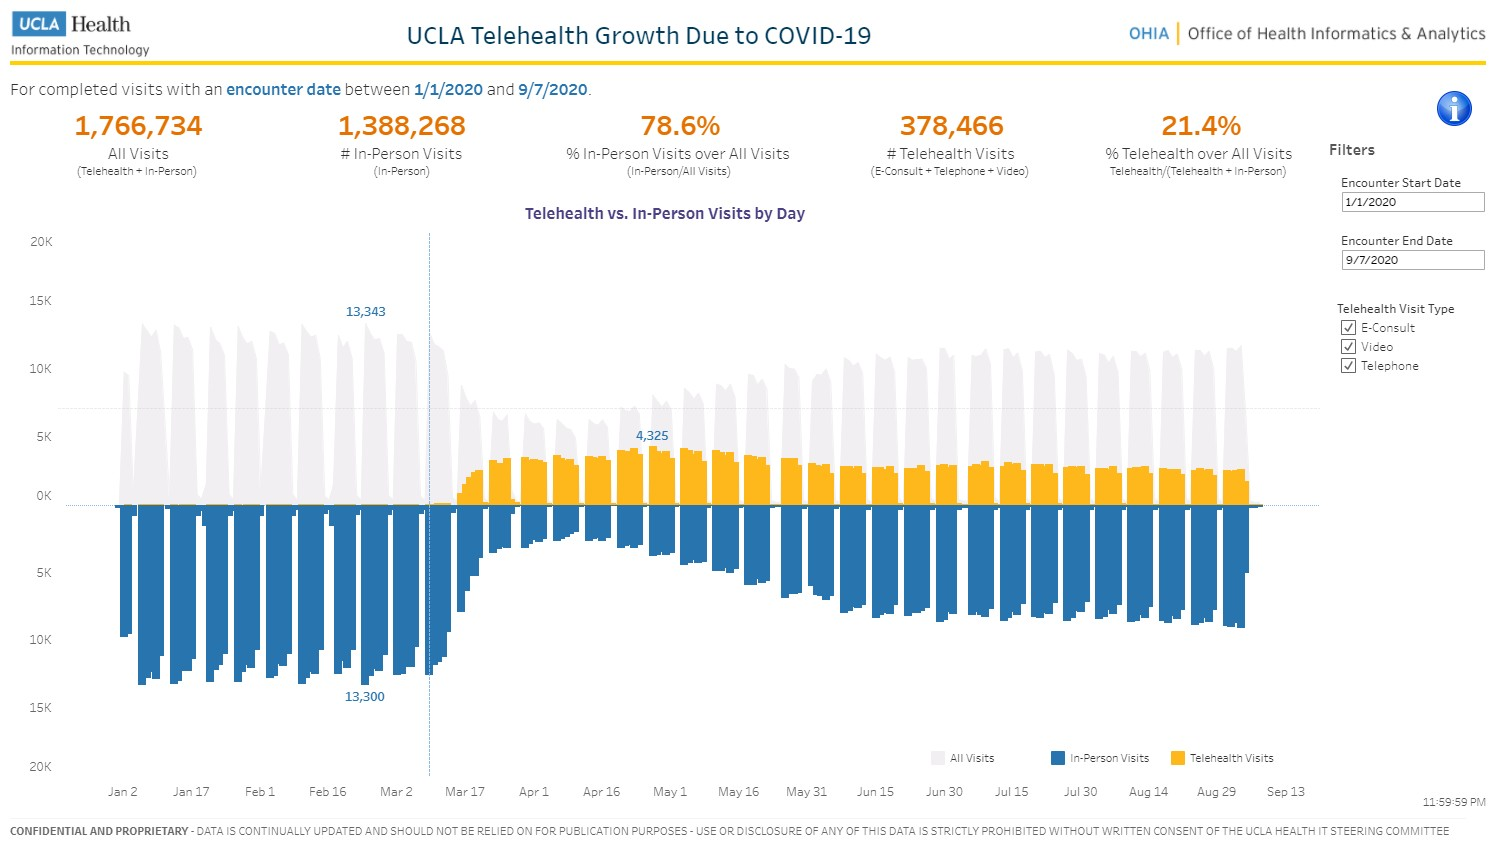 UCLA Health
Information Technology
UCLA Telehealth Growth Due to COVID-19
OHIA | Office of Health Informatics & Analytics
For completed visits with an encounter date between 1/1/2020 and 9/7/2020.
1,766,734
All Visits
(Telehealth + In-Person)
1,388,268
# In-Person Visits
(In-Person)
78.6%
% In-Person Visits over All Visits
(In-Person/All Visits)
378,466
# Telehealth Visits
(E-Consult + Telephone + Video)
21.4%
% Telehealth over All Visits
Telehealth/(Telehealth + In-Person)
i
Filters
Encounter Start Date
1/1/2020
Encounter End Date
9/7/2020
Telehealth Visit Type
E-Consult
Video
Telephone
Telehealth vs. In-Person Visits by Day
20K
15K
10K
5K
0K
5K
10K
15K
20K
13,343
4,325
13,300
All Visits
In-Person Visits
Telehealth Visits
Jan 2
Jan 17
Feb 1
Feb 16
Mar 2
Mar 17
Apr 1
Apr 16
May 1
May 16
May 31
Jun 15
Jun 30
Jul 15
Jul 30
Aug 14
Aug 29
Sep 13
11:59:59 PM
CONFIDENTIAL AND PROPRIETARY - DATA IS CONTINUALLY UPDATED AND SHOULD NOT BE RELIED ON FOR PUBLICATION PURPOSES - USE OR DISCLOSURE OF ANY OF THIS DATA IS STRICTLY PROHIBITED WITHOUT WRITTEN CONSENT OF THE UCLA HEALTH IT STEERING COMMITTEE